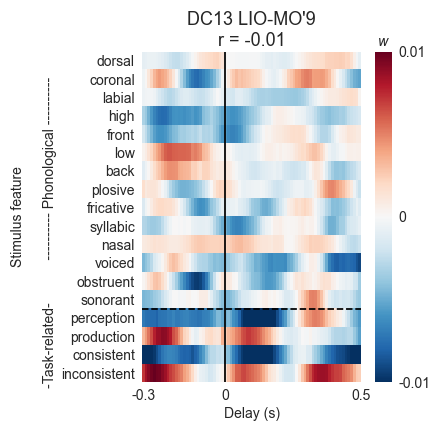 DC13 LIO-MO'9
r = -0.01
w
0.01
0
-0.01
Stimulus feature
---------- Phonological ----------
-Task-related-
dorsal
coronal
labial
high
front
low
back
plosive
fricative
syllabic
nasal
voiced
obstruent
sonorant
perception
production
consistent
inconsistent
-0.3
0
0.5
Delay (s)